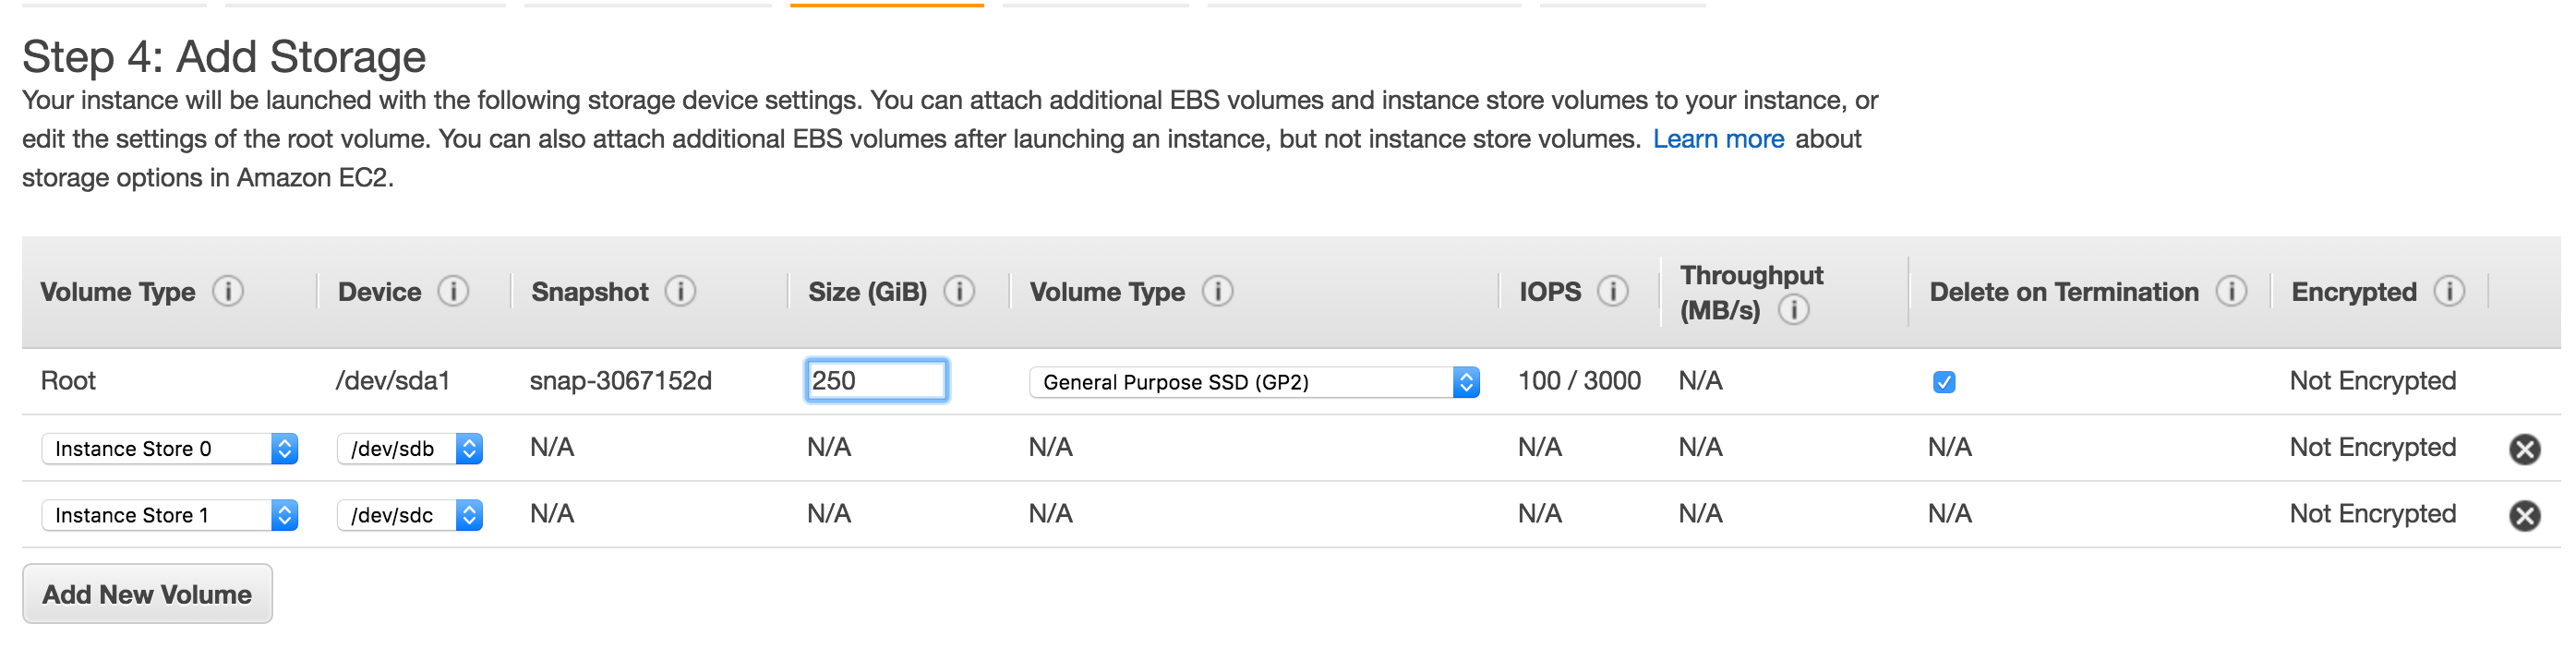 Step 4: Add Storage
Your instance will be launched with the following storage device settings. You can attach additional EBS volumes and instance store volumes to your instance, or
edit the settings of the root volume. You can also attach additional EBS volumes after launching an instance, but not instance store volumes. Learn more about
storage options in Amazon EC2.
Volume Type Device Snapshot Size (GiB) Volume Type IOPS Throughput (MB/s) Delete on Termination Encrypted
Root /dev/sda1 snap-3067152d 250 General Purpose SSD (GP2) 100 / 3000 N/A Not Encrypted
Instance Store 0 /dev/sdb N/A N/A N/A N/A N/A N/A Not Encrypted
Instance Store 1 /dev/sdc N/A N/A N/A N/A N/A N/A Not Encrypted
Add New Volume